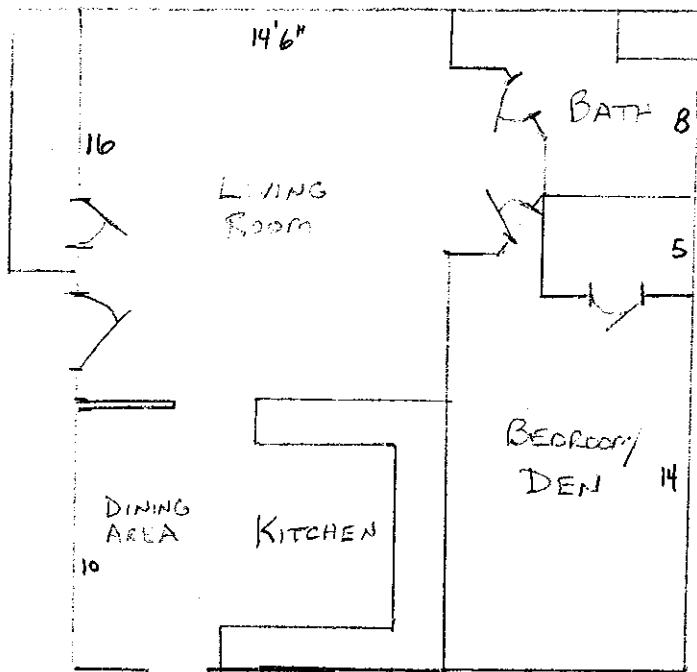 14'6"
BATH 8
16
LIVING
ROOM
5
BEDROOM/
DEN
14
DINING
AREA
KITCHEN
10